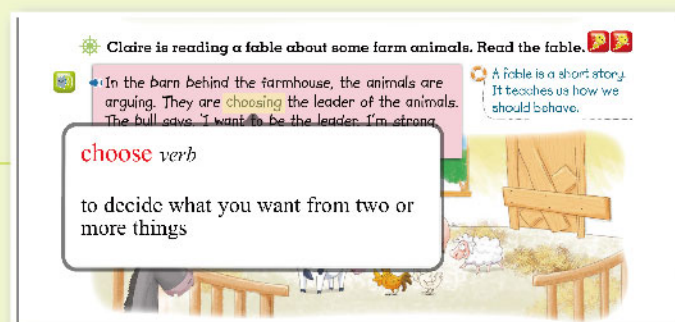 Claire is reading a fable about some farm animals. Read the fable.
In the barn behind the farmhouse, the animals are
arguing. They are choosing the leader of the animals.
The bull says, 'I want to be the leader. I'm strong
A fable is a short story.
It teaches us how we
should behave.
choose verb
to decide what you want from two or
more things